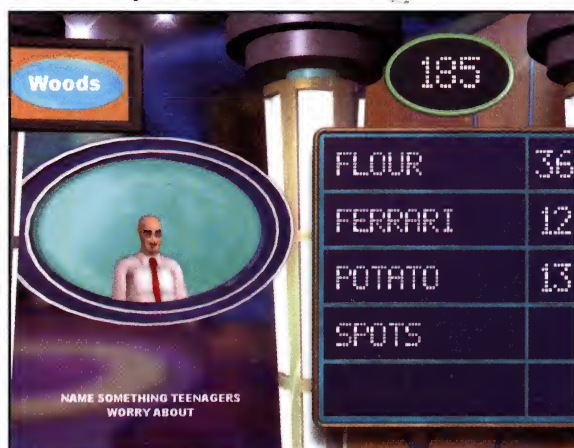 Woods
185
FLOUR 36
FERRARI 12
POTATO 13
SPOTS
NAME SOMETHING TEENAGERS
WORRY ABOUT